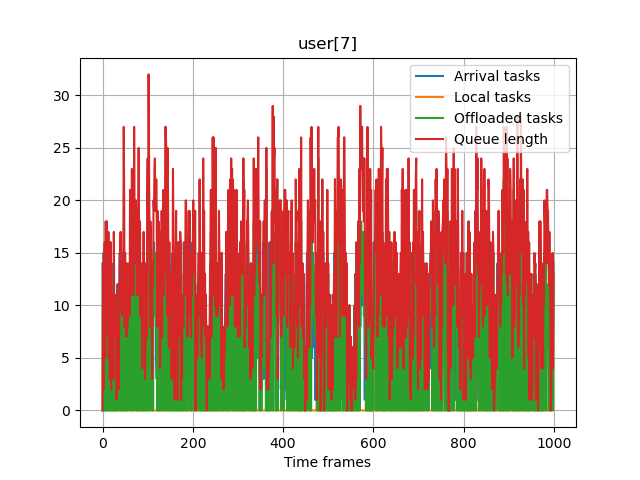 user[7]
Arrival tasks
Local tasks
Offloaded tasks
Queue length
30
25
20
15
10
5
0
0 200 400 600 800 1000
Time frames